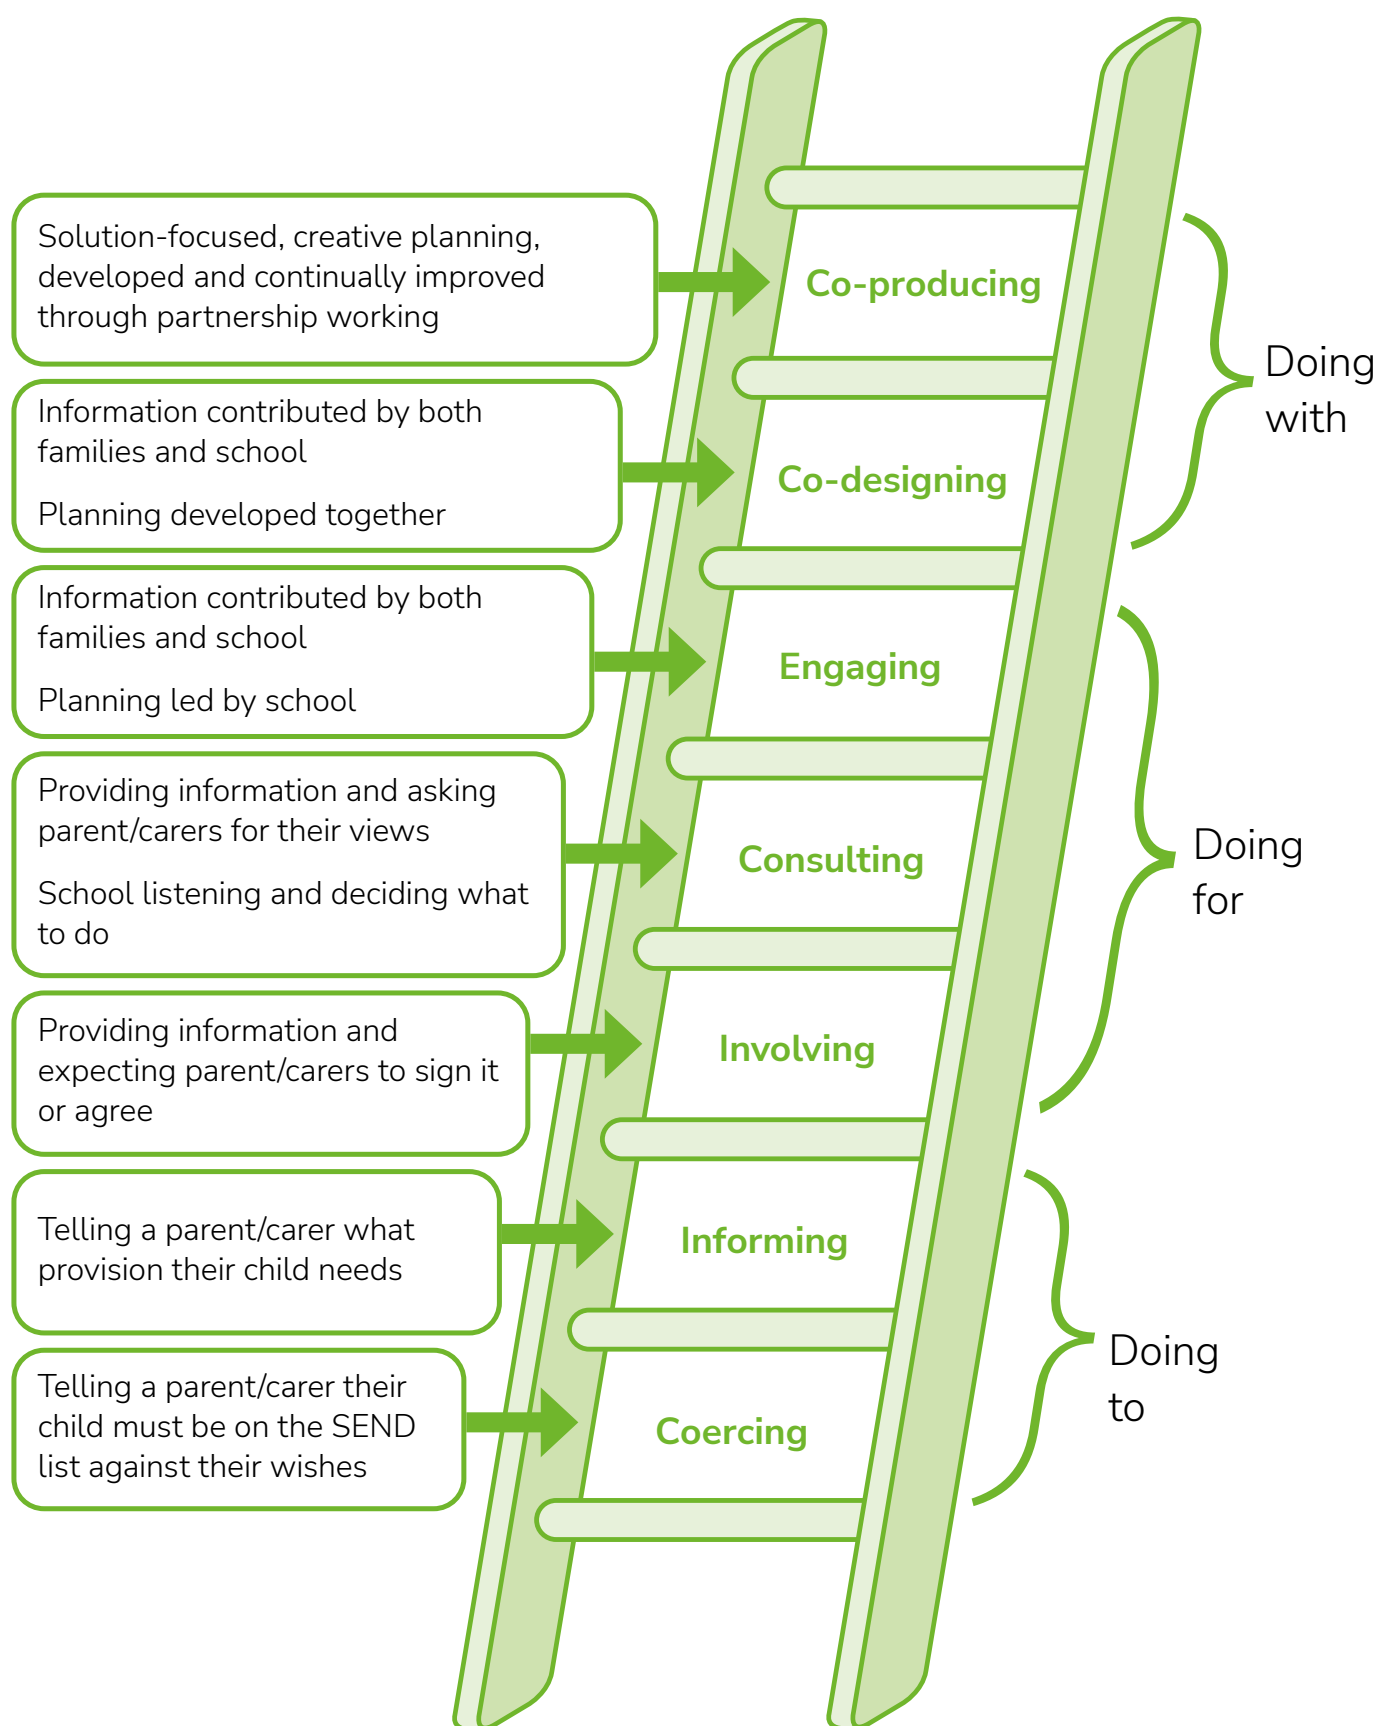 Solution-focused, creative planning,
developed and continually improved
through partnership working
Co-producing
Information contributed by both
families and school
Planning developed together
Co-designing
Doing
with
Information contributed by both
families and school
Planning led by school
Engaging
Providing information and asking
parent/carers for their views
School listening and deciding what
to do
Consulting
Providing information and
expecting parent/carers to sign it
or agree
Involving
Doing
for
Telling a parent/carer what
provision their child needs
Informing
Telling a parent/carer their
child must be on the SEND
list against their wishes
Coercing
Doing
to